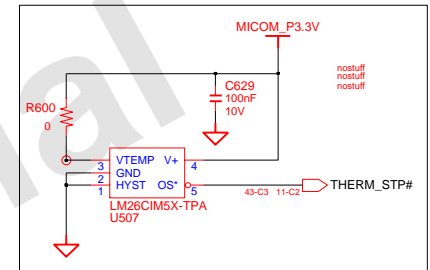 MICOM_P3.3V
nostuff
nostuff
nostuff
C629
100nF
10V
R600
0
VTEMP V+
3 4
GND
2
HYST OS*
1 5
43-C3 11-C2
THERM_STP#
LM26CIM5X-TPA
U507